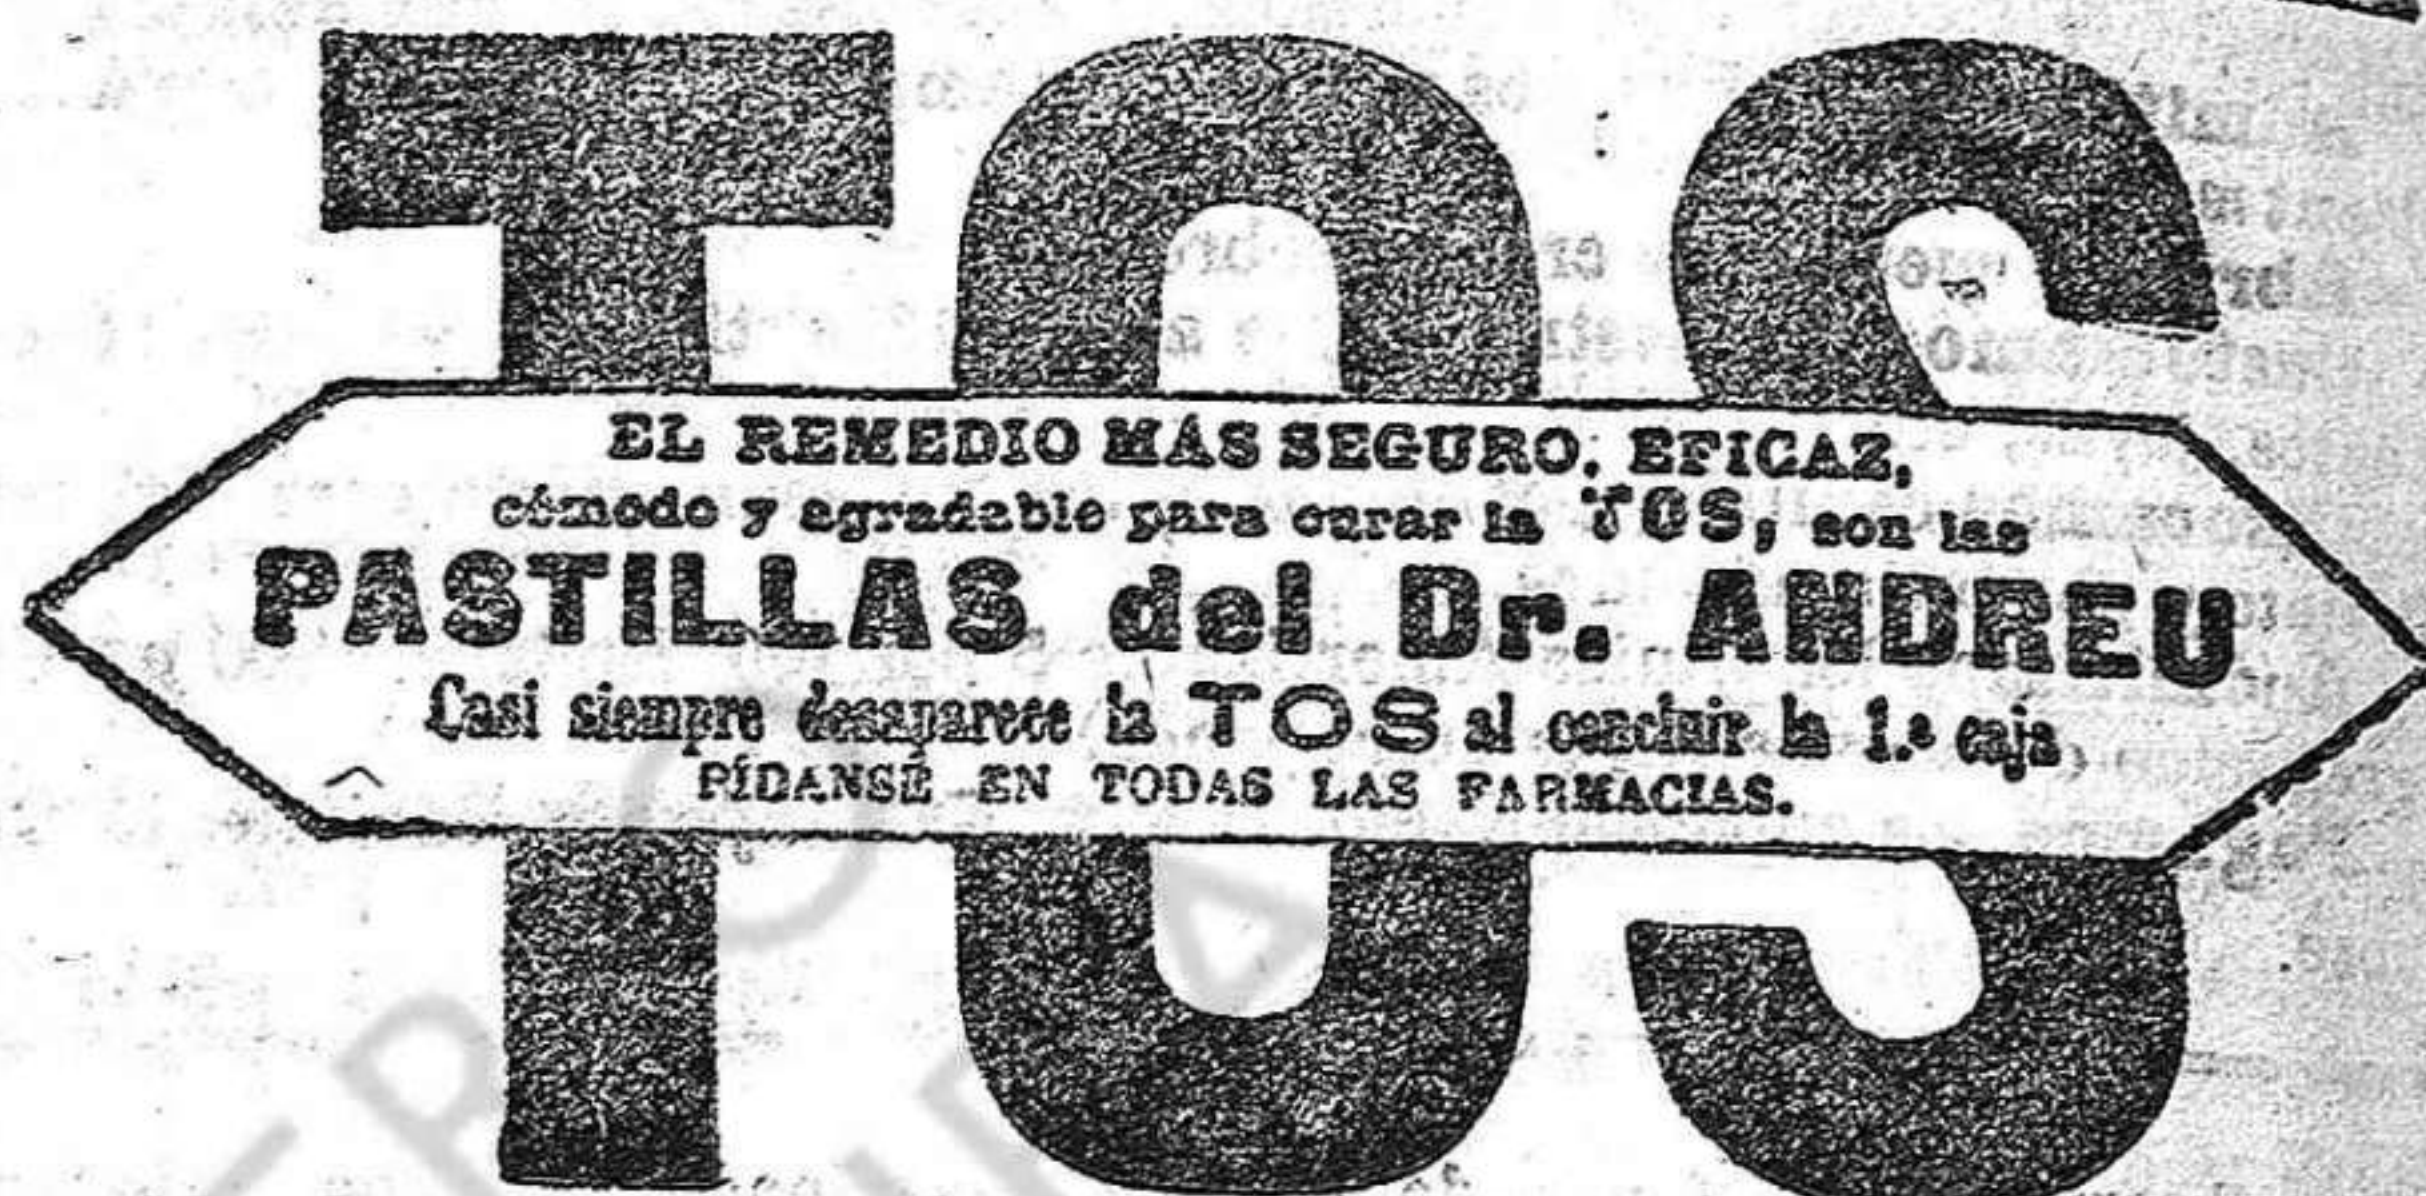 TOS
EL REMEDIO MÁS SEGURO, EFICAZ,
cómodo y agradable para curar la TOS, son las
PASTILLAS del Dr. ANDREU
Casi siempre desaparece la TOS al concluir la 1.ª caja
PÍDANSE EN TODAS LAS FARMACIAS.